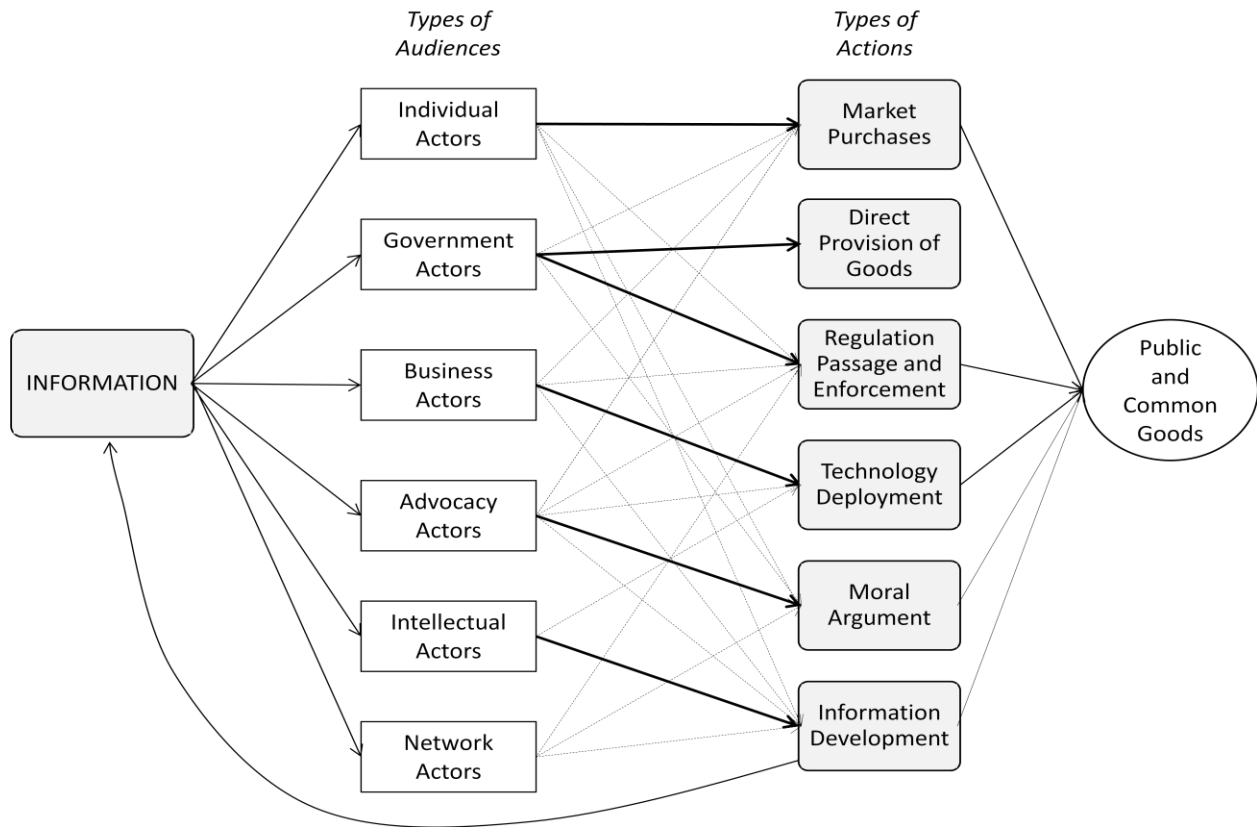 Types of
Audiences
Types of
Actions
Individual
Actors
Market
Purchases
Government
Actors
Direct
Provision of
Goods
INFORMATION
Business
Actors
Regulation
Passage and
Enforcement
Public
and
Common
Goods
Advocacy
Actors
Technology
Deployment
Intellectual
Actors
Moral
Argument
Network
Actors
Information
Development